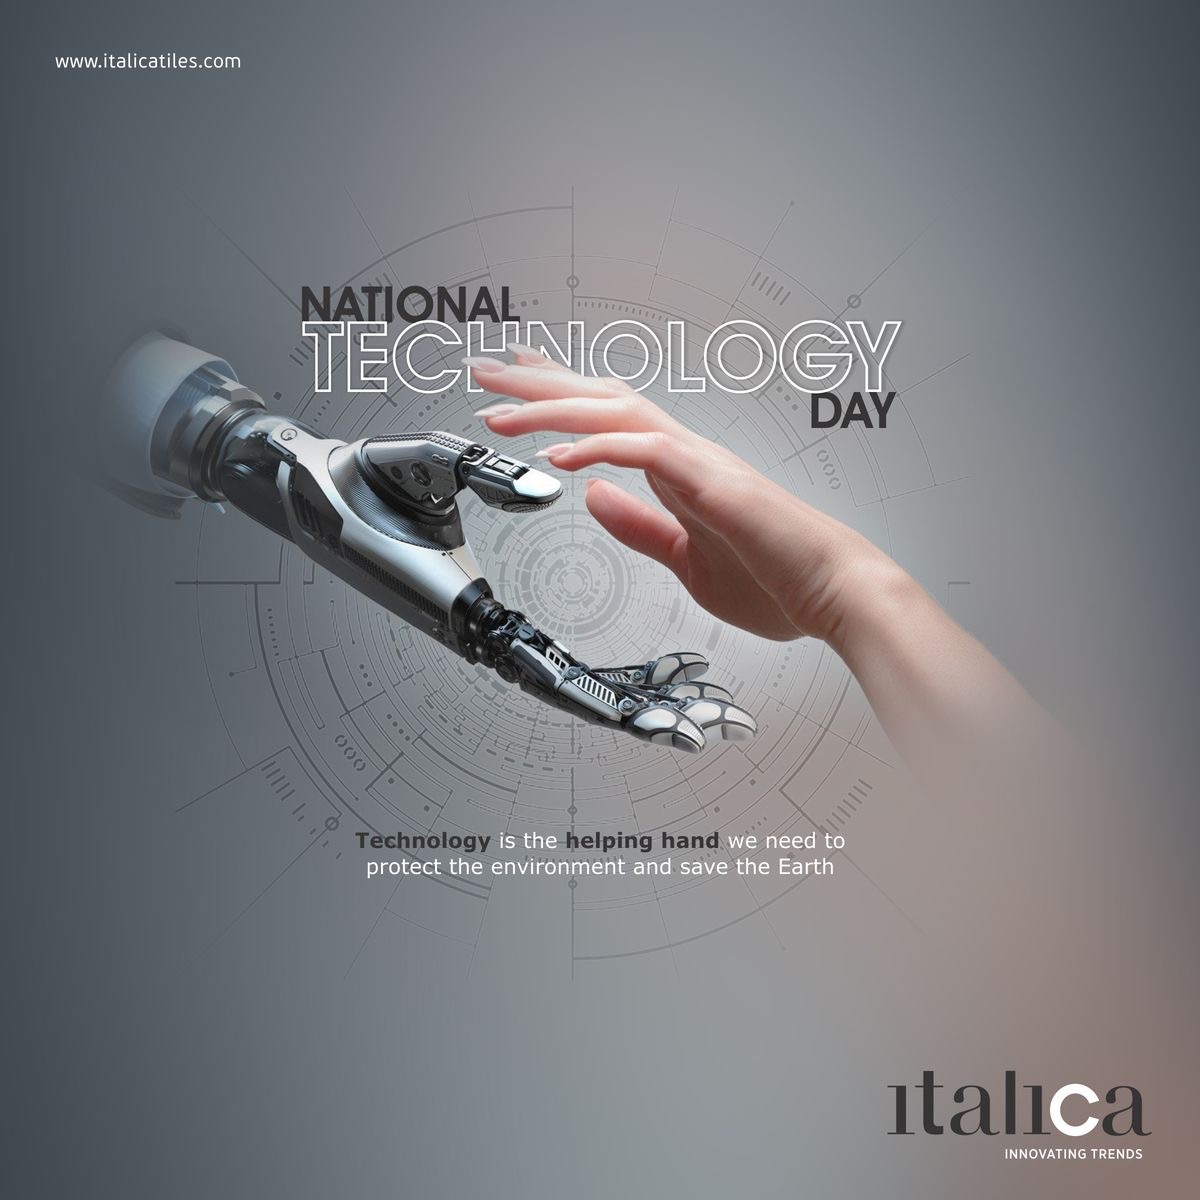 www.italicatiles.com
NATIONAL
TECHNOLOGY
DAY
Technology is the helping hand we need to
protect the environment and save the Earth
italica
INNOVATING TRENDS